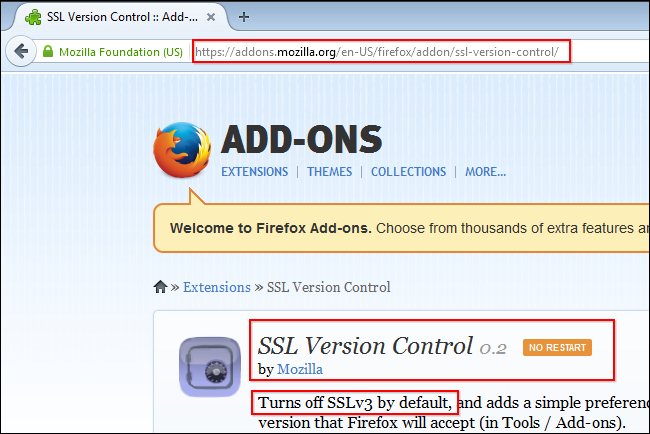 SSL Version Control :: Add-...
Mozilla Foundation (US) https://addons.mozilla.org/en-US/firefox/addon/ssl-version-control/
ADD-ONS
EXTENSIONS | THEMES | COLLECTIONS | MORE...
Welcome to Firefox Add-ons. Choose from thousands of extra features
» Extensions » SSL Version Control
SSL Version Control 0.2 NO RESTART
by Mozilla
Turns off SSLv3 by default, and adds a simple
version that Firefox will accept (in Tools / Add-ons).